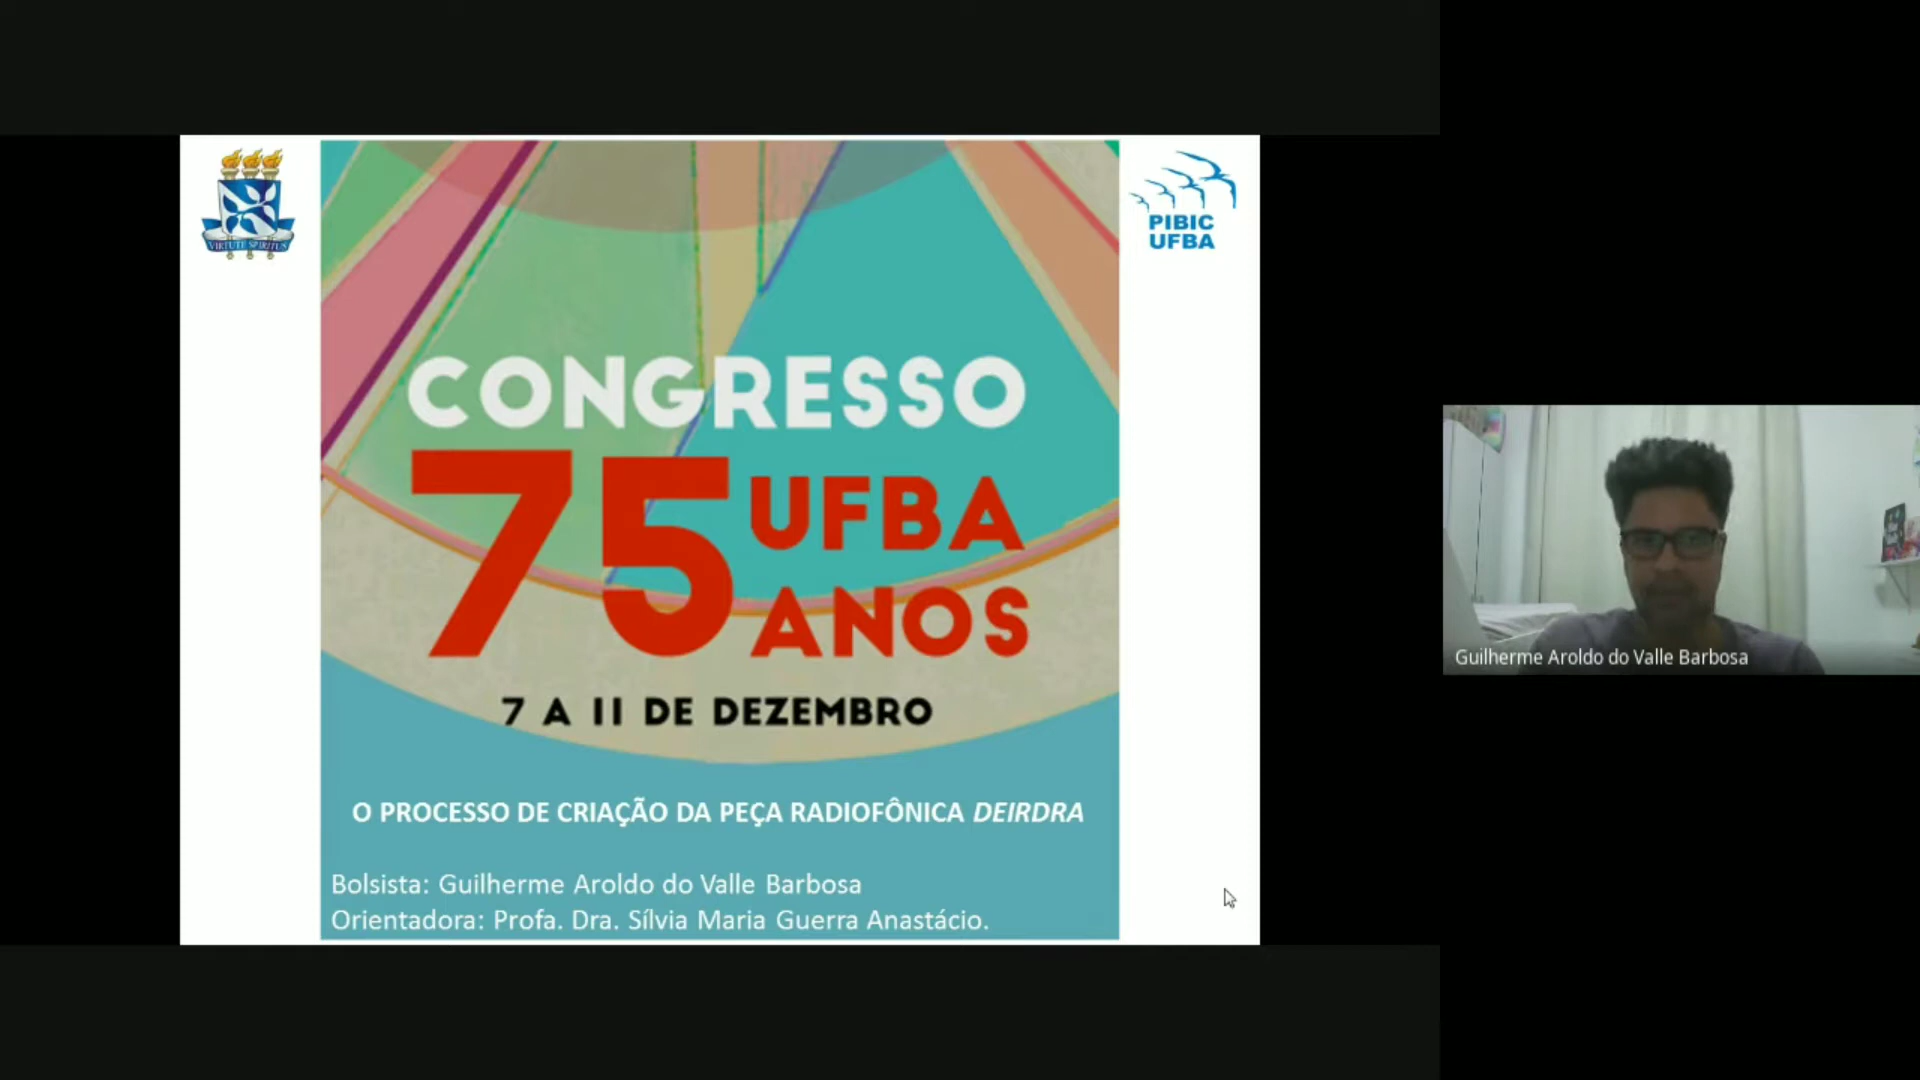 VIRTUTE SPIRITUS
PIBIC
UFBA
CONGRESSO
75 UFBA
ANOS
7 A 11 DE DEZEMBRO
O PROCESSO DE CRIAÇÃO DA PEÇA RADIOFÔNICA DEIRDRA
Bolsista: Guilherme Aroldo do Valle Barbosa
Orientadora: Profa. Dra. Sílvia Maria Guerra Anastácio.
Guilherme Aroldo do Valle Barbosa